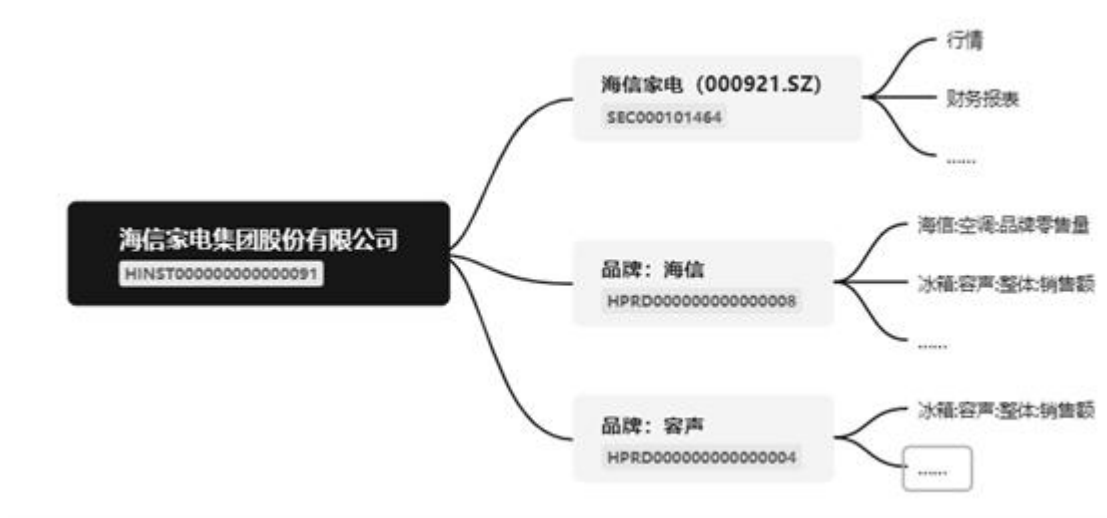 海信家电集团股份有限公司
HINST000000000000091
海信家电（000921.SZ)
SEC000101464
行情
财务报表
......
品牌：海信
HPRD000000000000008
海信:空调:品牌零售量
冰箱:容声:整体:销售额
......
品牌：容声
HPRD000000000000004
冰箱:容声:整体:销售额
......